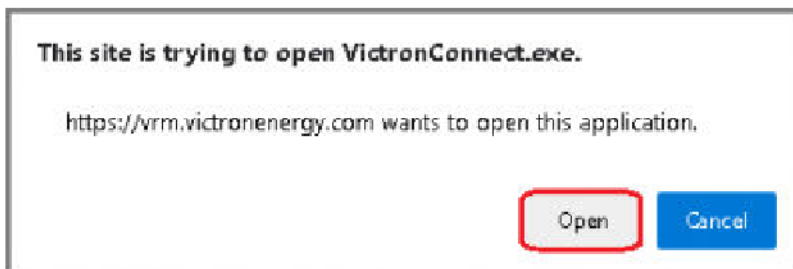 This site is trying to open VictronConnect.exe.
https://vrm.victronenergy.com wants to open this application.
Open
Cancel